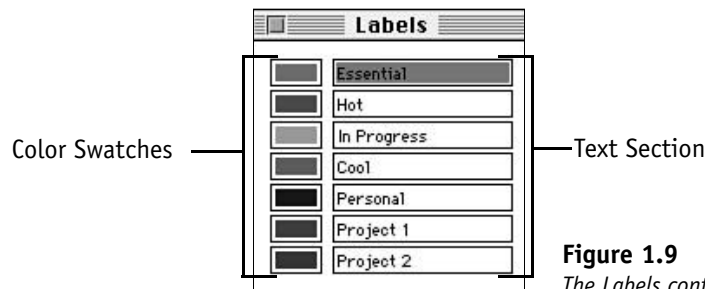 Labels
Essential
Hot
In Progress
Cool
Personal
Project 1
Project 2
Color Swatches
Text Section
Figure 1.9
The Labels